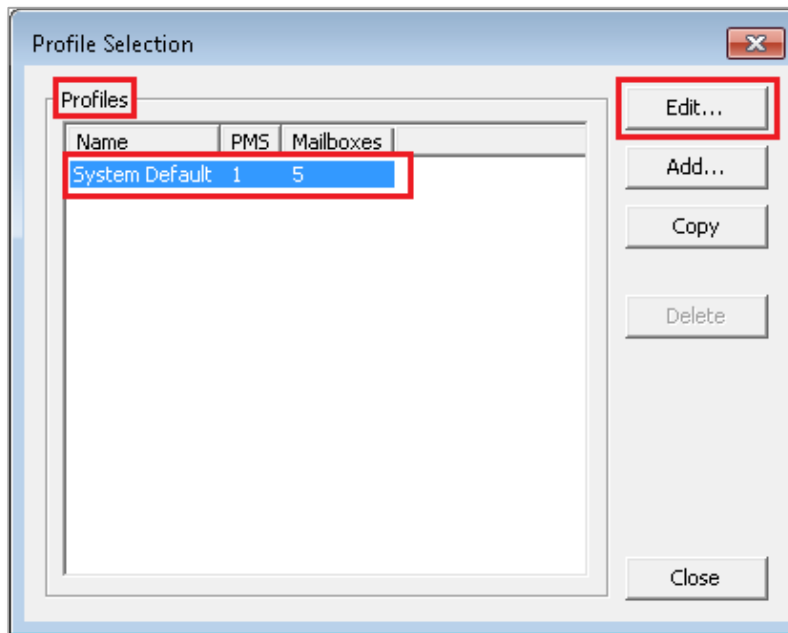 Profile Selection
Profiles
Edit...
Name PMS Mailboxes
System Default 1 5
Add...
Copy
Delete
Close